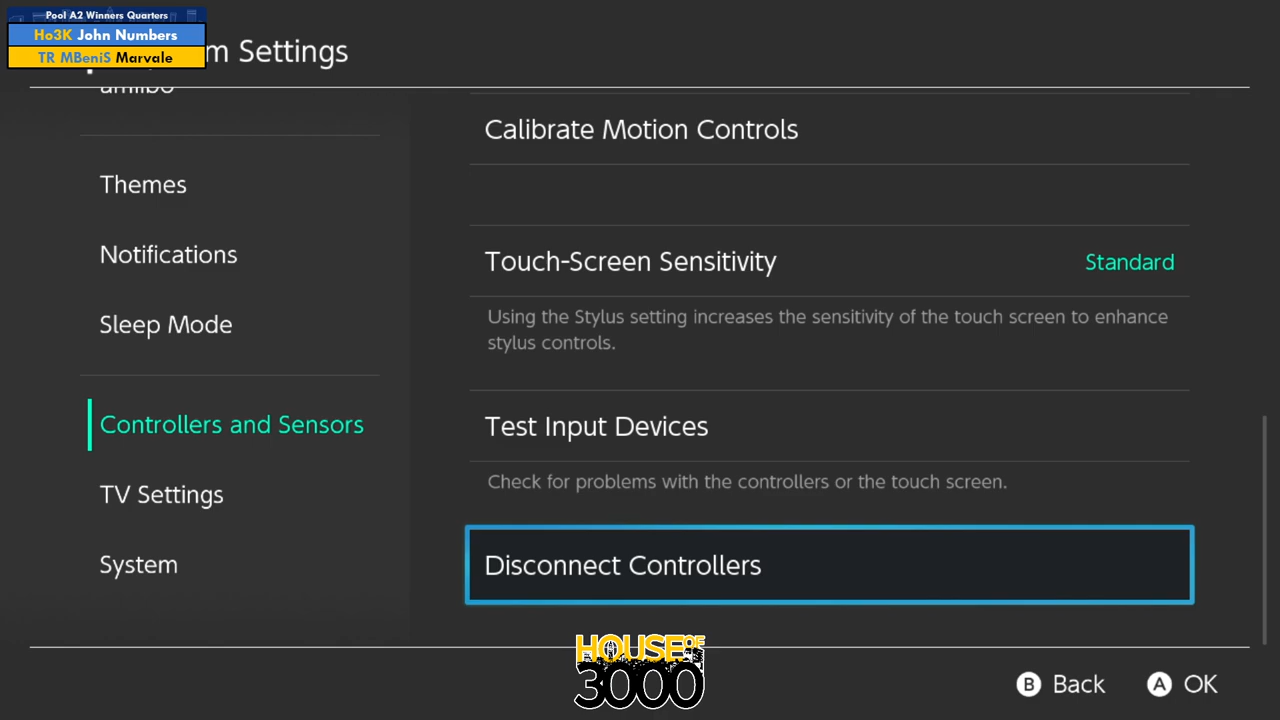 Pool A2 Winners Quarters
Ho3K John Numbers
TR MBeniS Marvale
m Settings
amiibo
Themes
Notifications
Sleep Mode
Controllers and Sensors
TV Settings
System
Calibrate Motion Controls
Touch-Screen Sensitivity Standard
Using the Stylus setting increases the sensitivity of the touch screen to enhance
stylus controls.
Test Input Devices
Check for problems with the controllers or the touch screen.
Disconnect Controllers
HOUSE OF
3000
B Back A OK